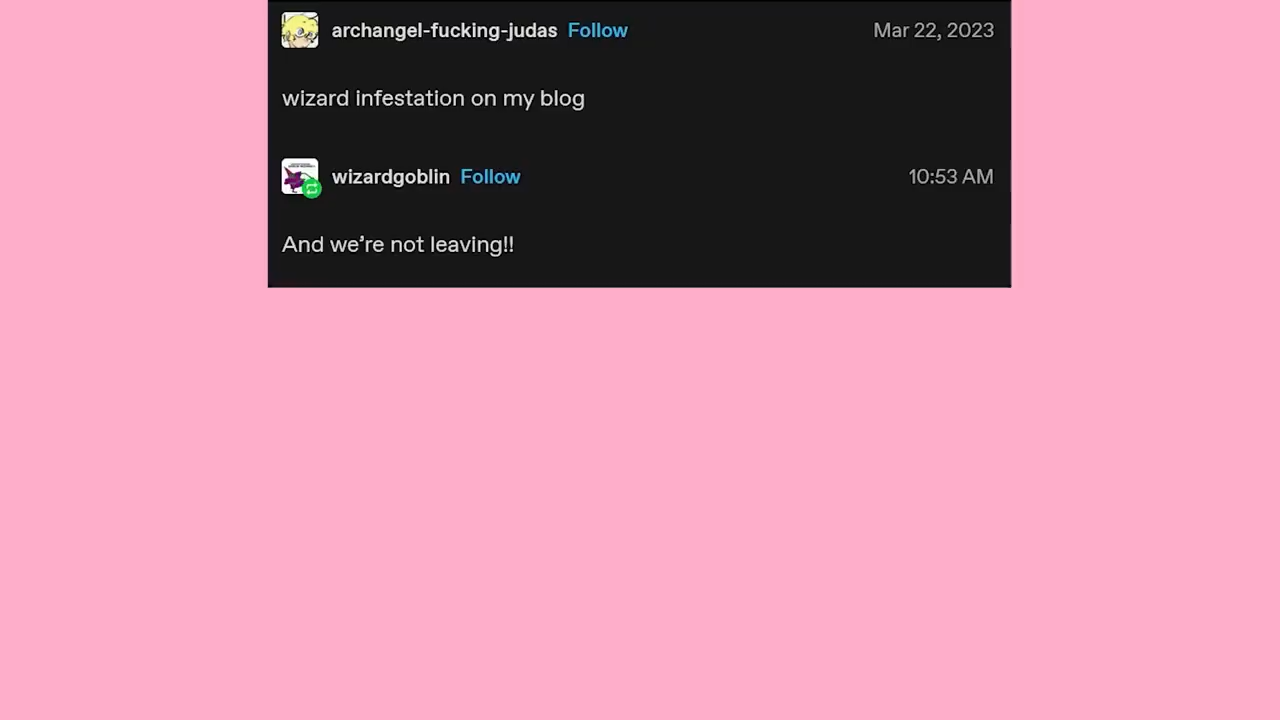 archangel-fucking-judas Follow Mar 22, 2023
wizard infestation on my blog
wizardgoblin Follow 10:53 AM
And we’re not leaving!!